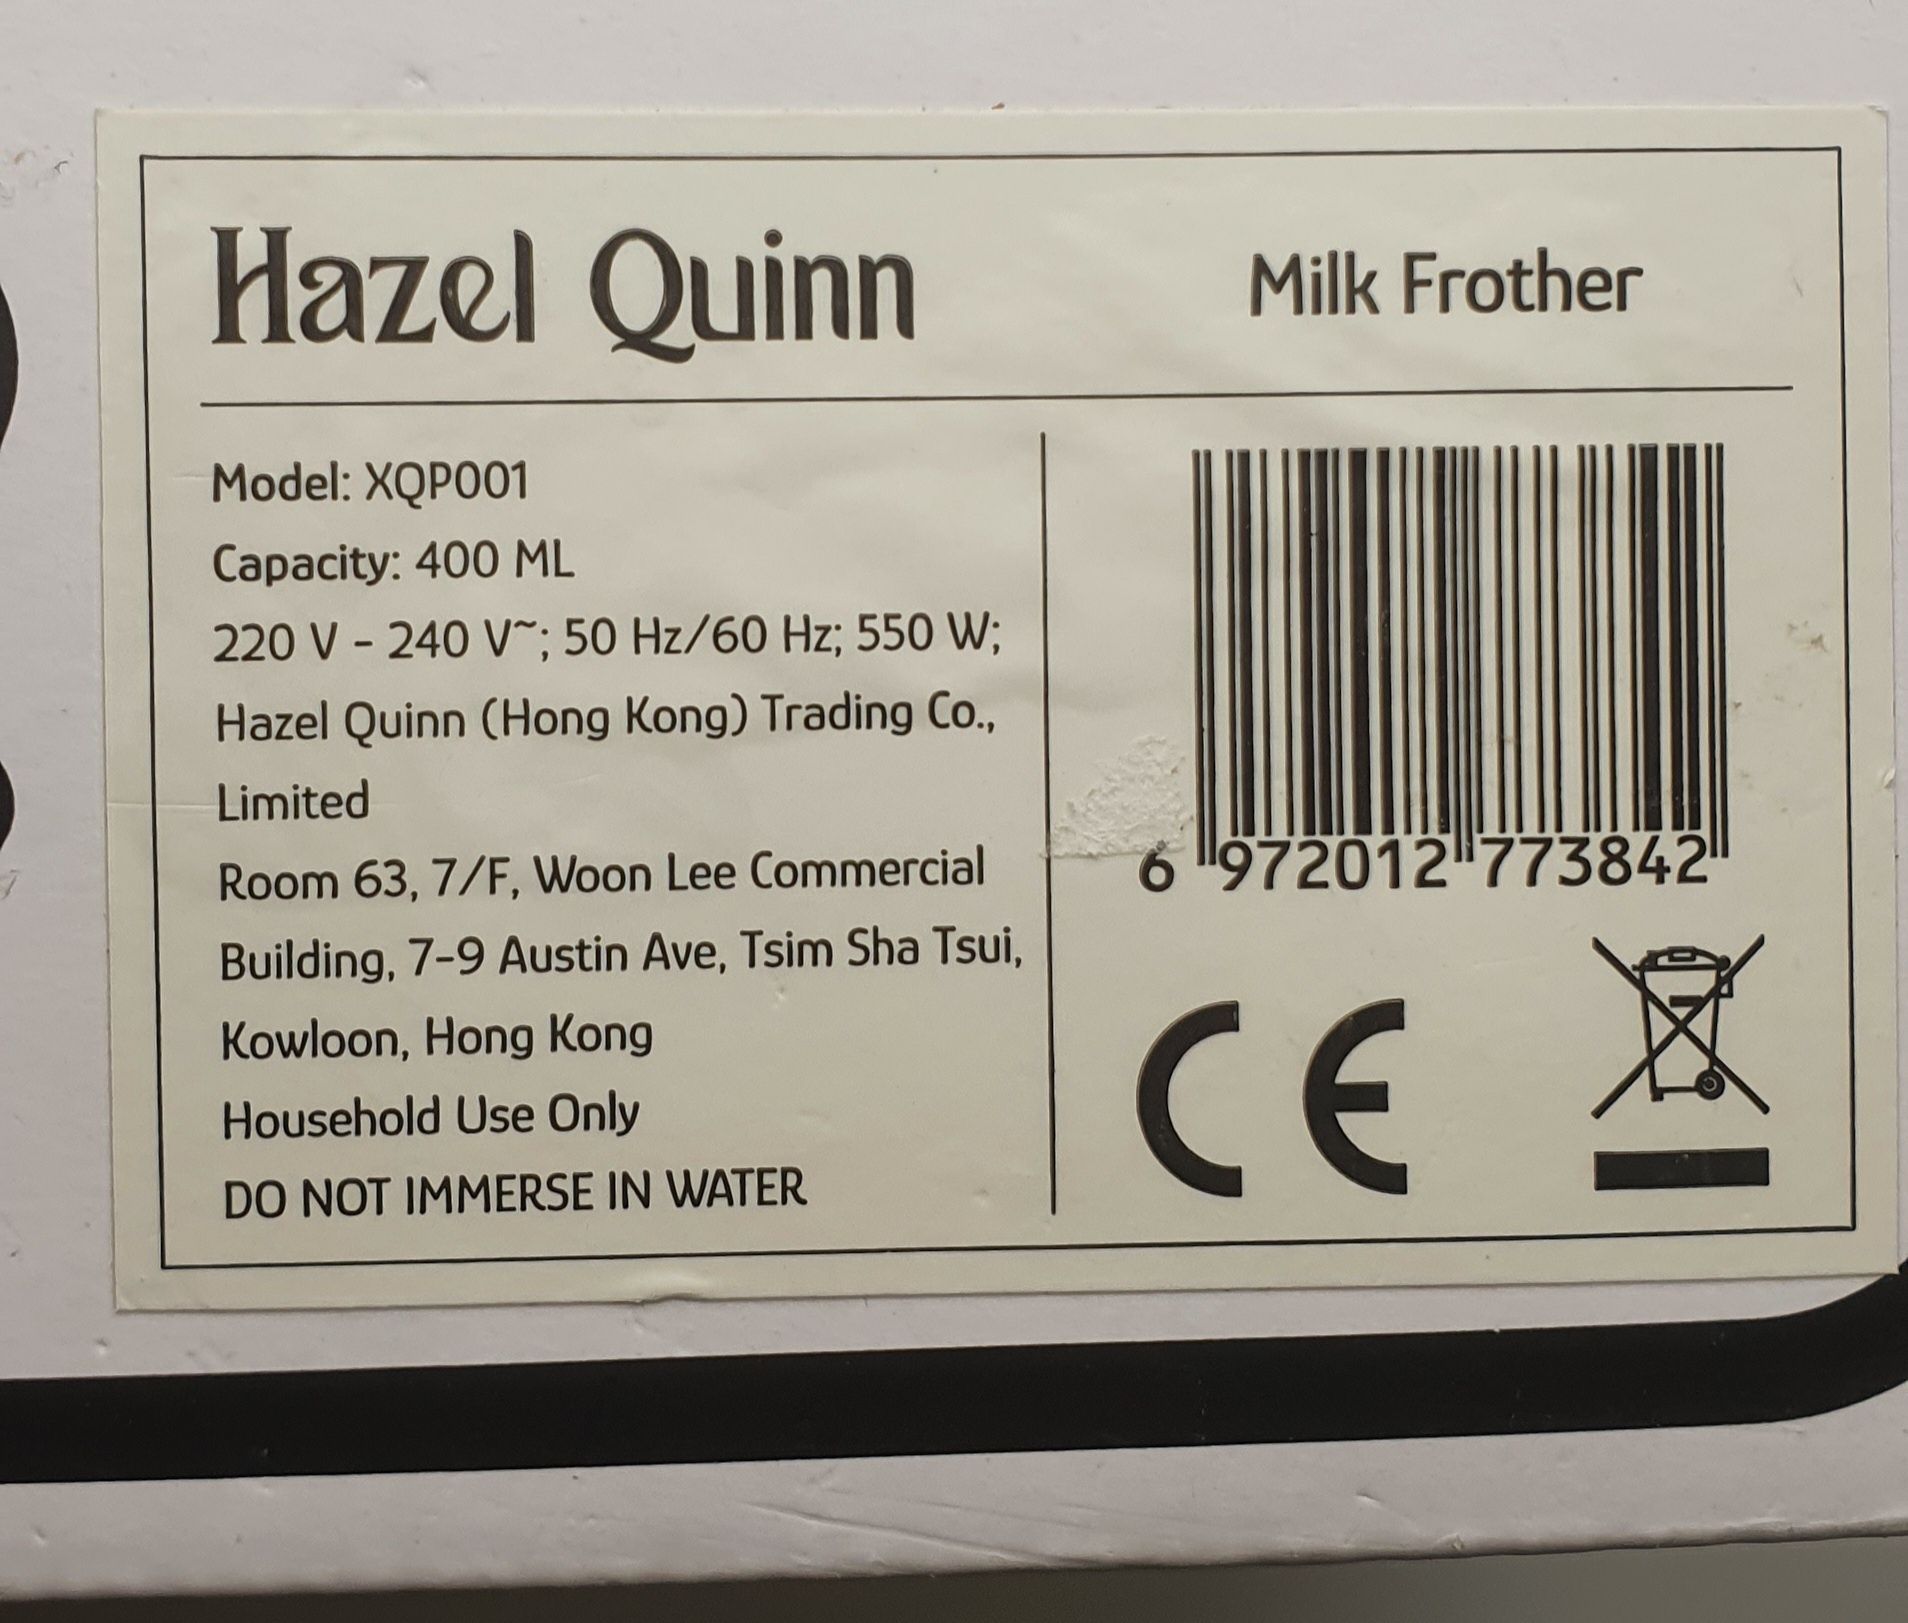 Hazel Quinn
Milk Frother
Model: XQP001
Capacity: 400 ML
220 V - 240 V~; 50 Hz/60 Hz; 550 W;
Hazel Quinn (Hong Kong) Trading Co.,
Limited
Room 63, 7/F, Woon Lee Commercial
Building, 7-9 Austin Ave, Tsim Sha Tsui,
Kowloon, Hong Kong
Household Use Only
DO NOT IMMERSE IN WATER
6 972012 773842
CE